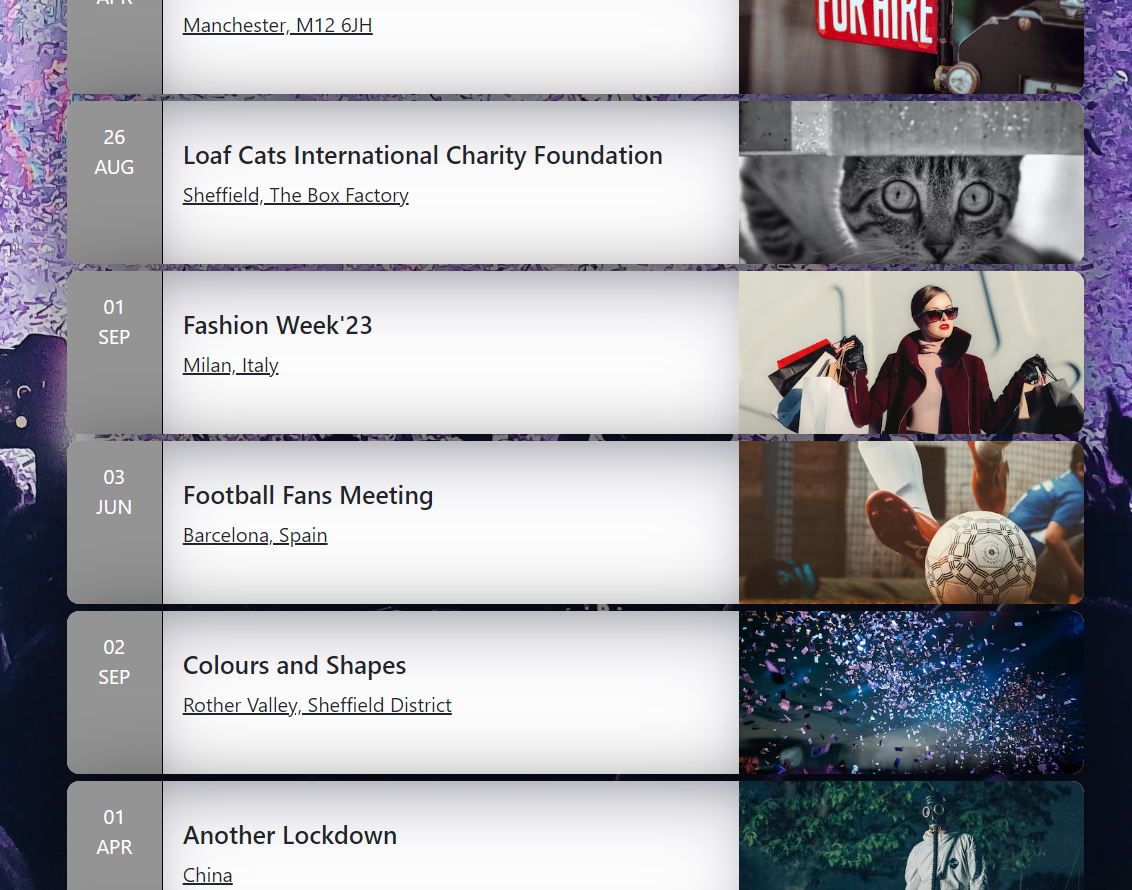 APR
Manchester, M12 6JH
FOR HIRE
26
AUG
Loaf Cats International Charity Foundation
Sheffield, The Box Factory
01
SEP
Fashion Week'23
Milan, Italy
03
JUN
Football Fans Meeting
Barcelona, Spain
02
SEP
Colours and Shapes
Rother Valley, Sheffield District
01
APR
Another Lockdown
China